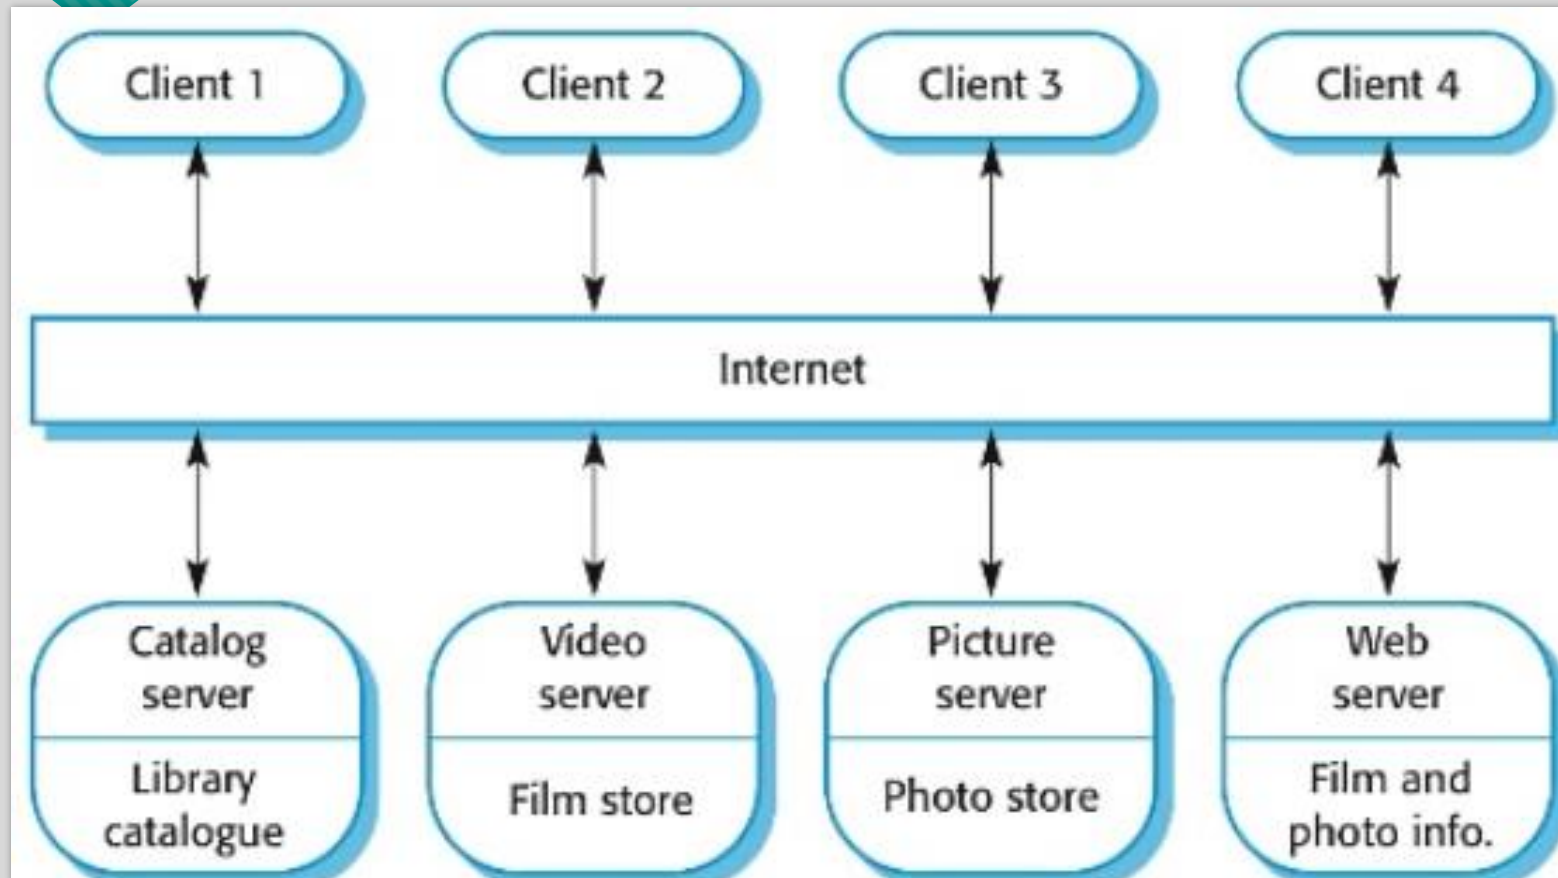 Client 1
Client 2
Client 3
Client 4
Internet
Catalog
server
Library
catalogue
Video
server
Film store
Picture
server
Photo store
Web
server
Film and
photo info.